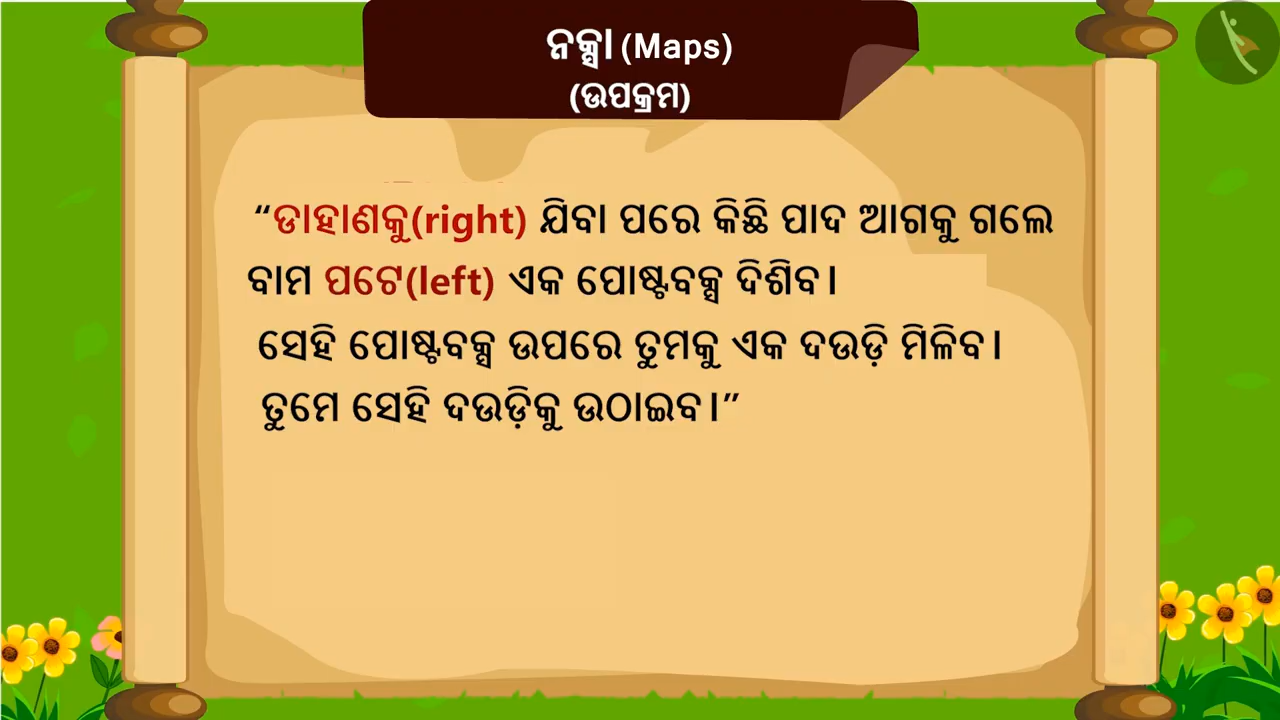 ନକ୍ସା (Maps)
(ଉପକ୍ରମ)
“ଡାହାଣକୁ(right) ଯିବା ପରେ କିଛି ପାଦ ଆଗକୁ ଗଲେ
ବାମ ପଟେ(left) ଏକ ପୋଷ୍ଟବକ୍ସ ଦିଶିବ।
ସେହି ପୋଷ୍ଟବକ୍ସ ଉପରେ ତୁମକୁ ଏକ ଦଉଡ଼ି ମିଳିବ।
ତୁମେ ସେହି ଦଉଡ଼ିକୁ ଉଠାଇବ।”